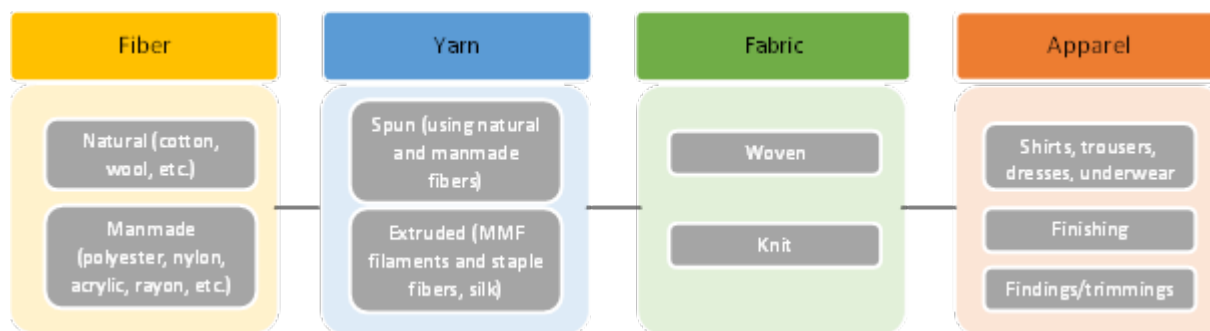 Fiber
Natural (cotton,
wool, etc.)
Manmade
(polyester, nylon,
acrylic, rayon, etc.)
Yarn
Spun (using natural
and manmade
fibers)
Extruded (MMF
filaments and staple
fibers, silk)
Fabric
Woven
Knit
Apparel
Shirts, trousers,
dresses, underwear
Finishing
Findings/trimmings